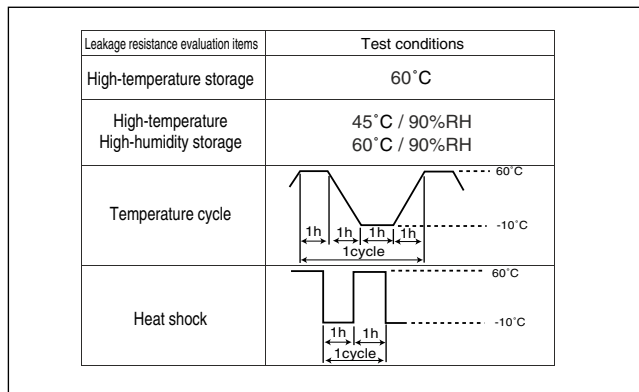 Leakage resistance evaluation items
Test conditions
High-temperature storage
60˚C
High-temperature
High-humidity storage
45˚C / 90%RH
60˚C / 90%RH
Temperature cycle
60˚C
-10˚C
1h 1h 1h 1h
1cycle
Heat shock
60˚C
-10˚C
1h 1h
1cycle